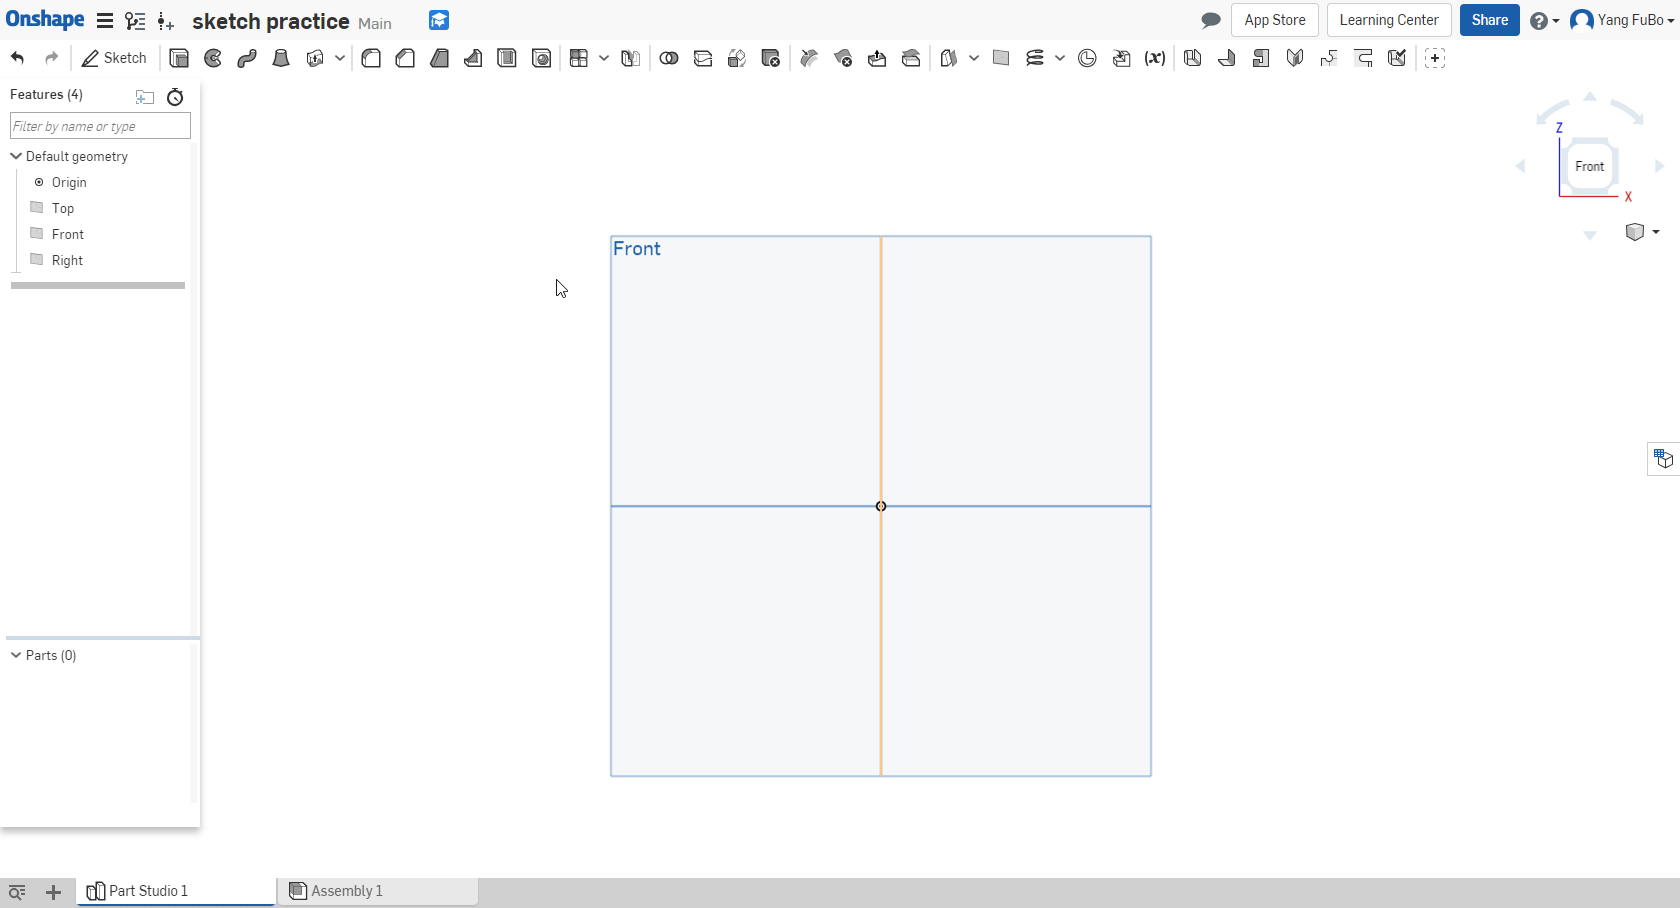 Onshape sketch practice Main App Store Learning Center Share Yang FuBo
Sketch (x)
Features (4)
Filter by name or type
Default geometry
Origin
Top
Front
Right
Parts (0)
Front
Z
Front
X
Part Studio 1 Assembly 1